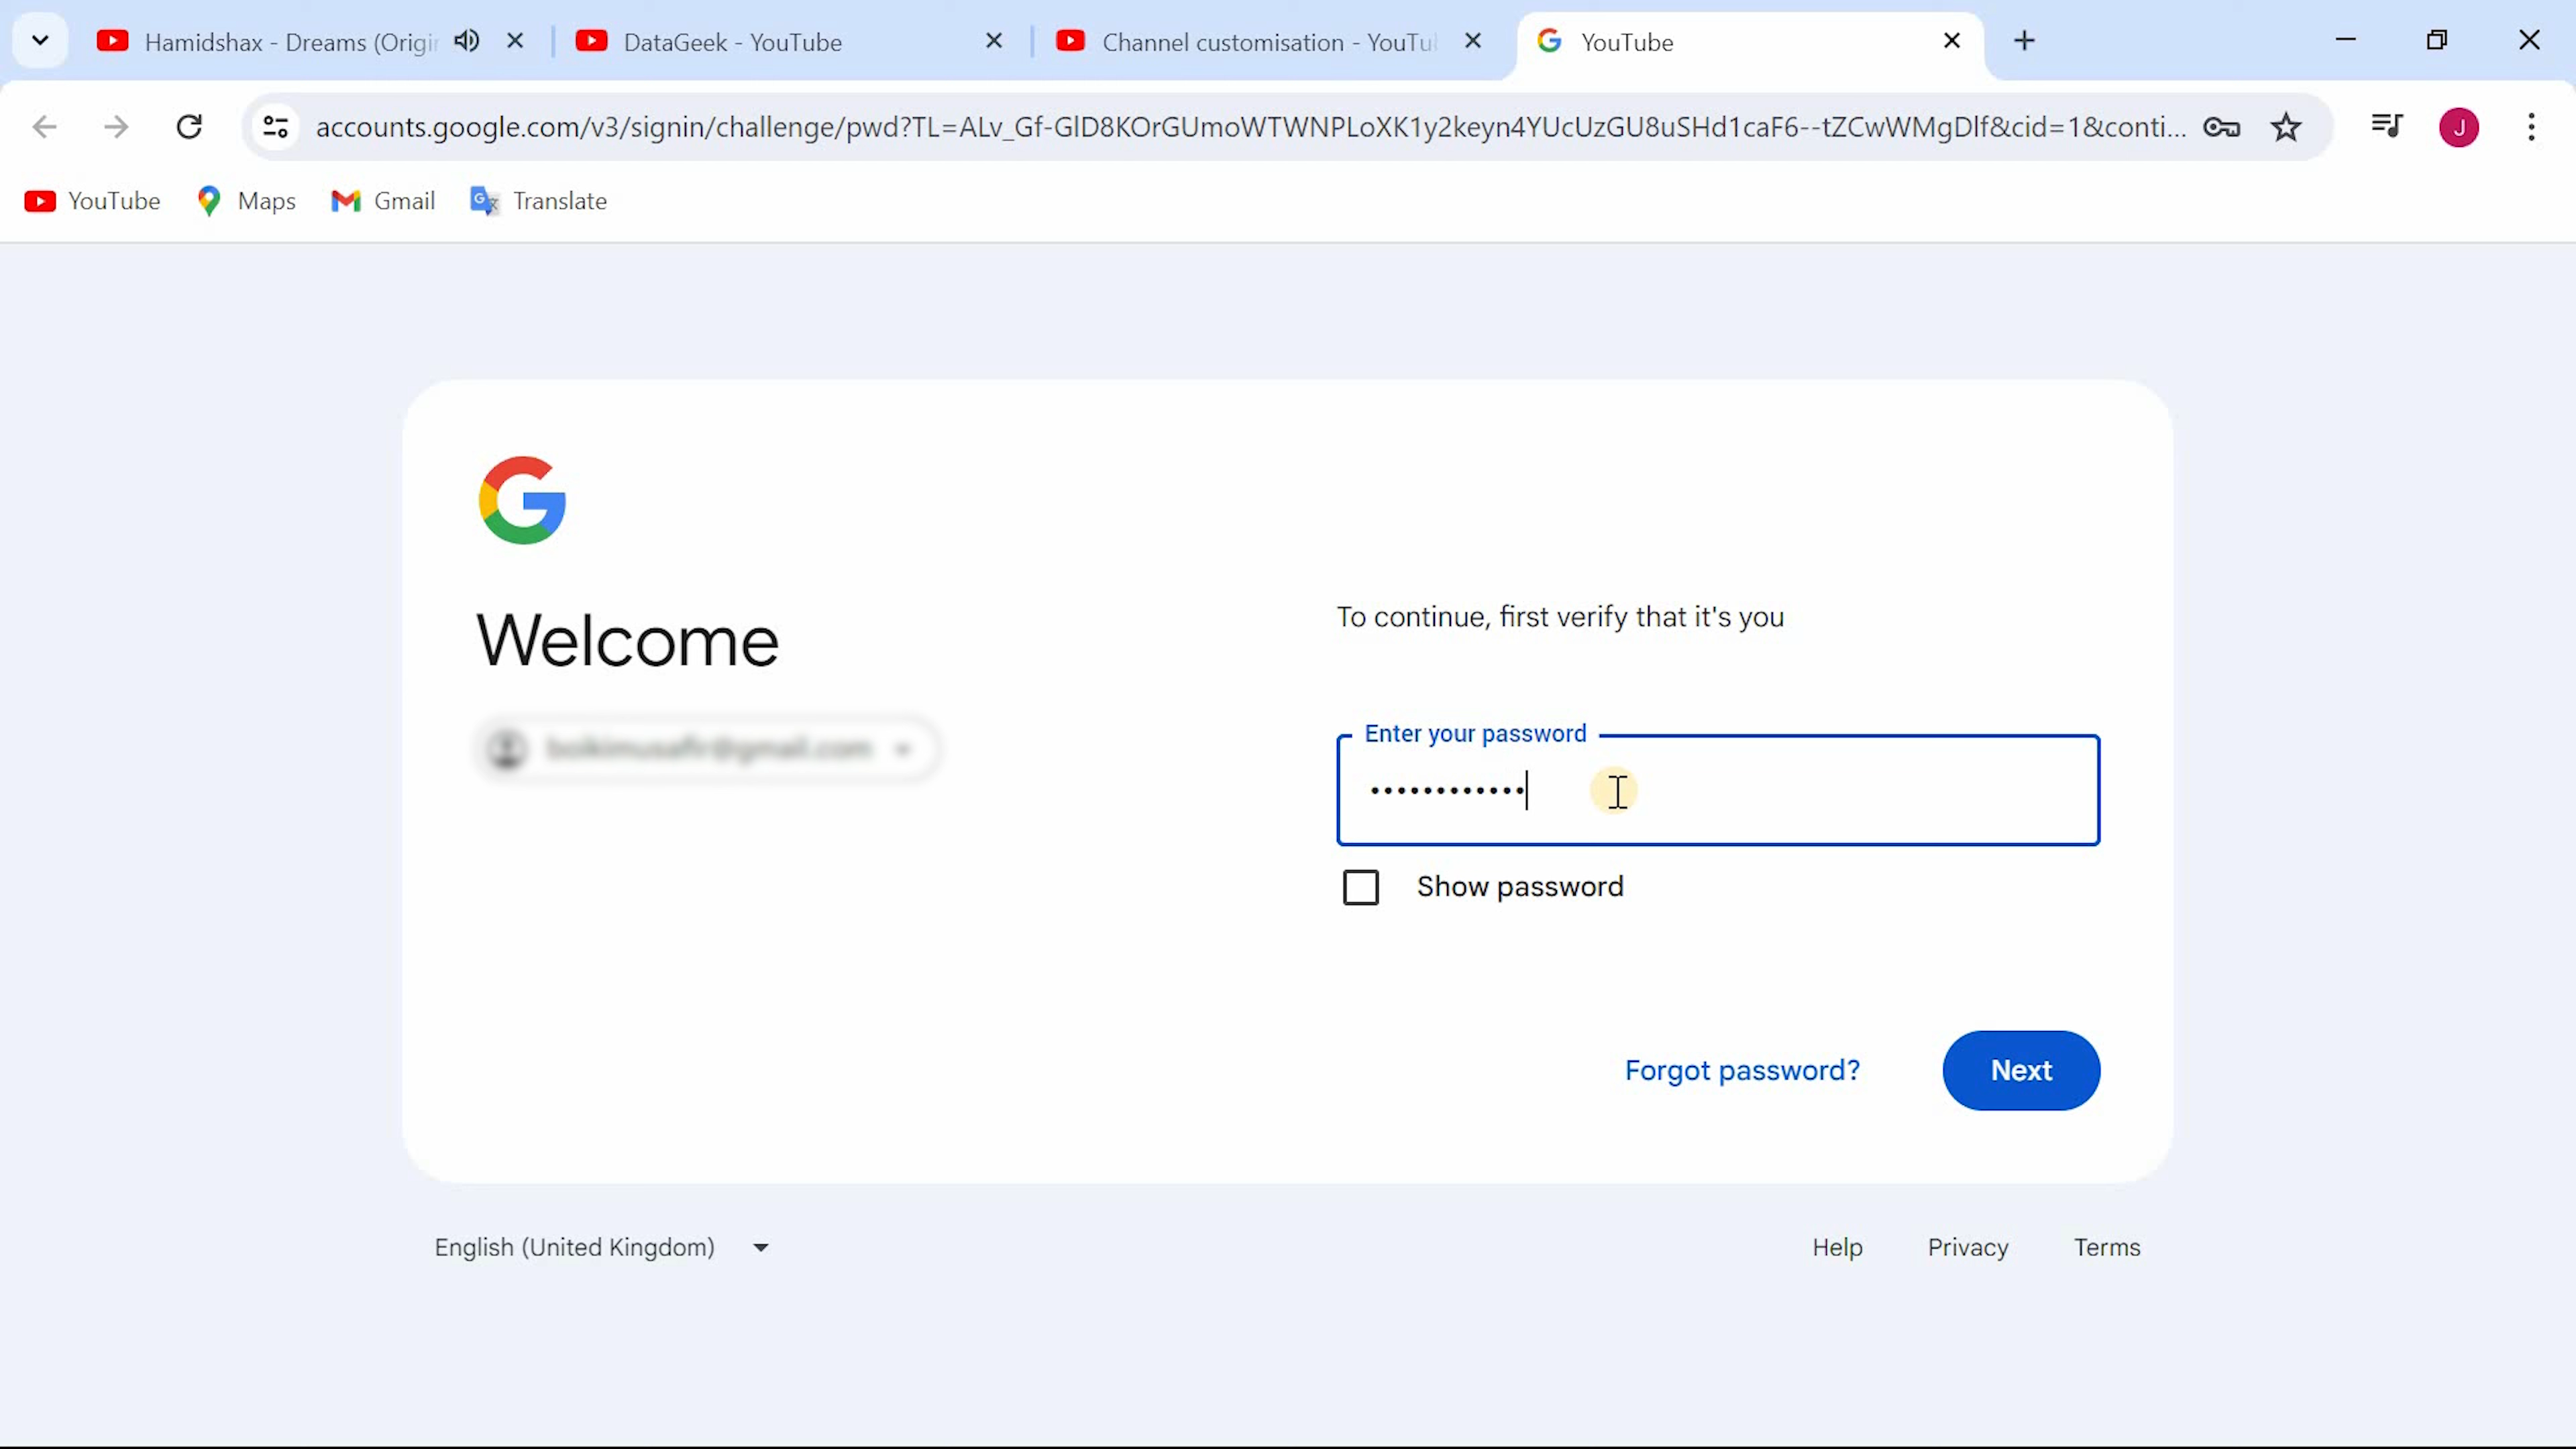 Hamidshax - Dreams (Origin
DataGeek - YouTube
Channel customisation - YouTu
YouTube
accounts.google.com/v3/signin/challenge/pwd?TL=ALv_Gf-GlD8KOrGUmoWTWNPLoXK1y2keyn4YUcUzGU8uSHd1caF6--tZCwWMgDlf&cid=1&conti...
J
YouTube
Maps
Gmail
Translate
Welcome
To continue, first verify that it's you
Enter your password
••••••••••••
Show password
Forgot password?
Next
English (United Kingdom)
Help
Privacy
Terms